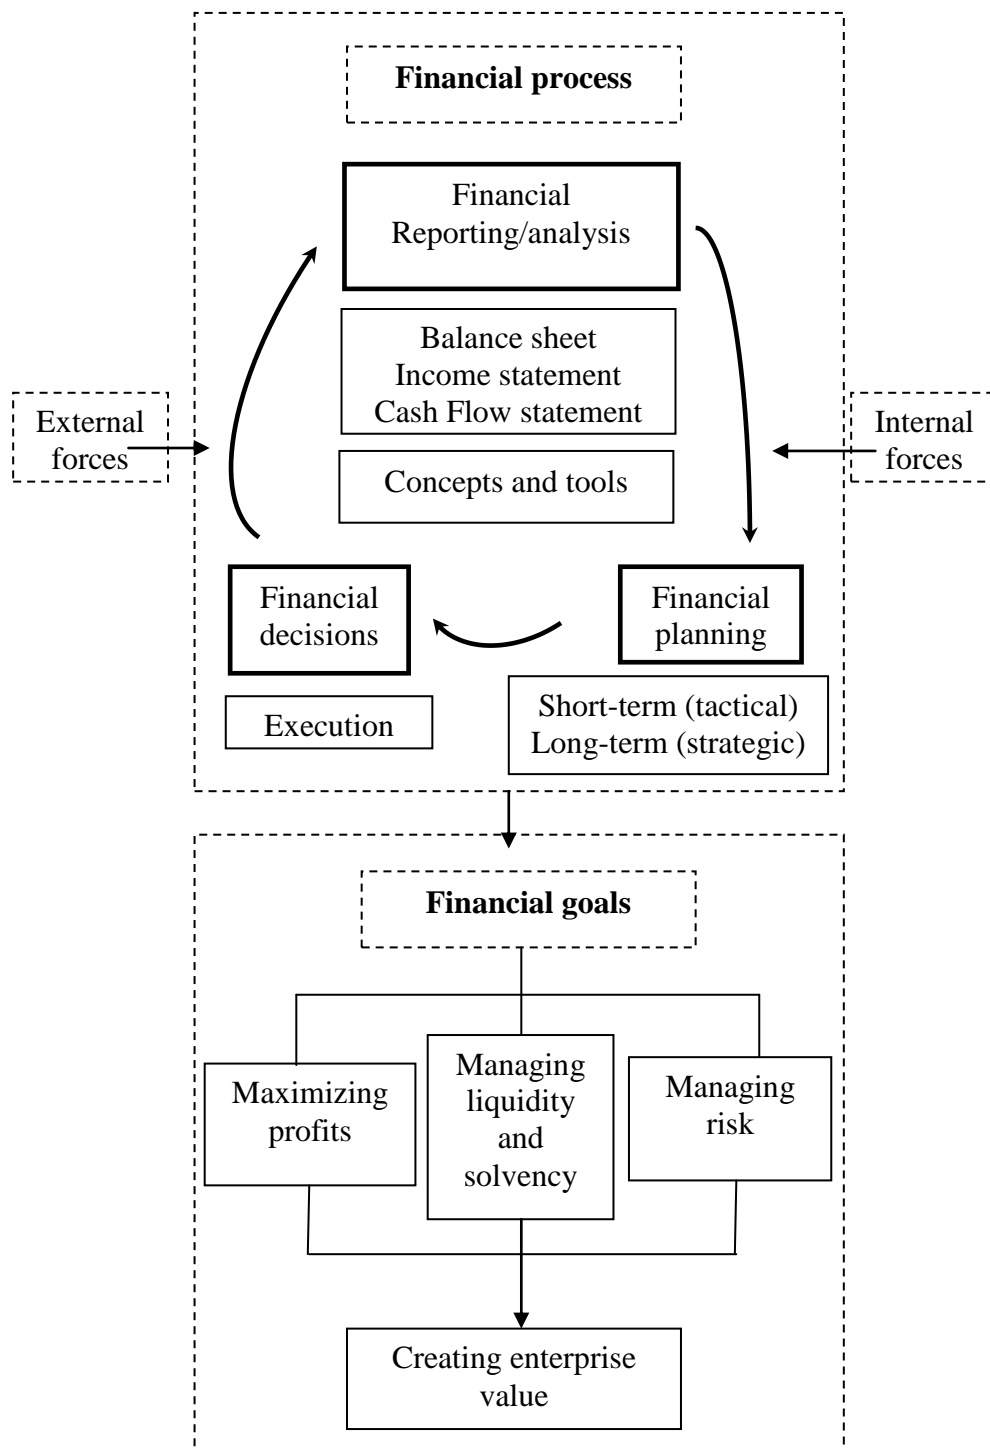 Financial process
Financial
Reporting/analysis
Balance sheet
Income statement
Cash Flow statement
External
forces
Internal
forces
Concepts and tools
Financial
decisions
Financial
planning
Execution
Short-term (tactical)
Long-term (strategic)
Financial goals
Maximizing
profits
Managing
liquidity
and
solvency
Managing
risk
Creating enterprise
value